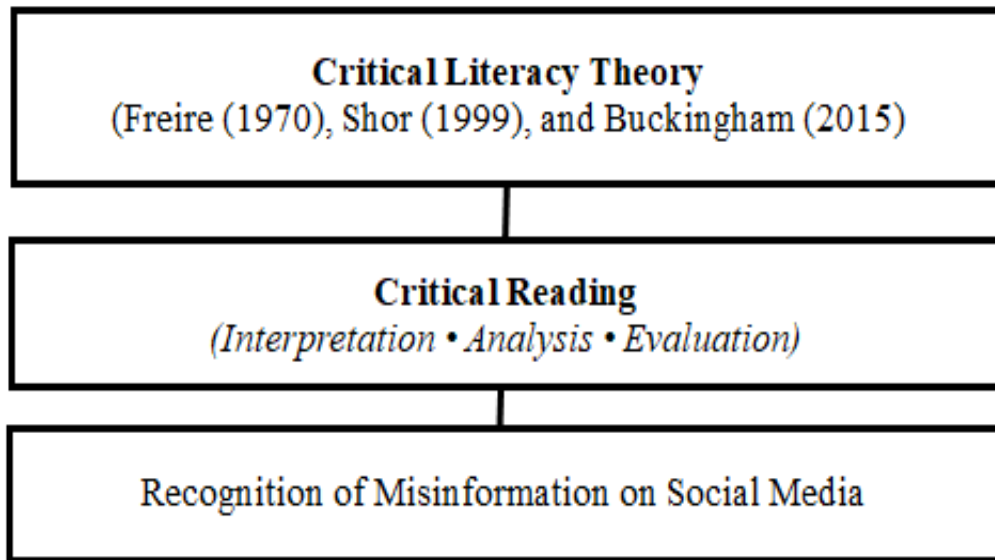 Critical Literacy Theory
(Freire (1970), Shor (1999), and Buckingham (2015)
Critical Reading
(Interpretation • Analysis • Evaluation)
Recognition of Misinformation on Social Media